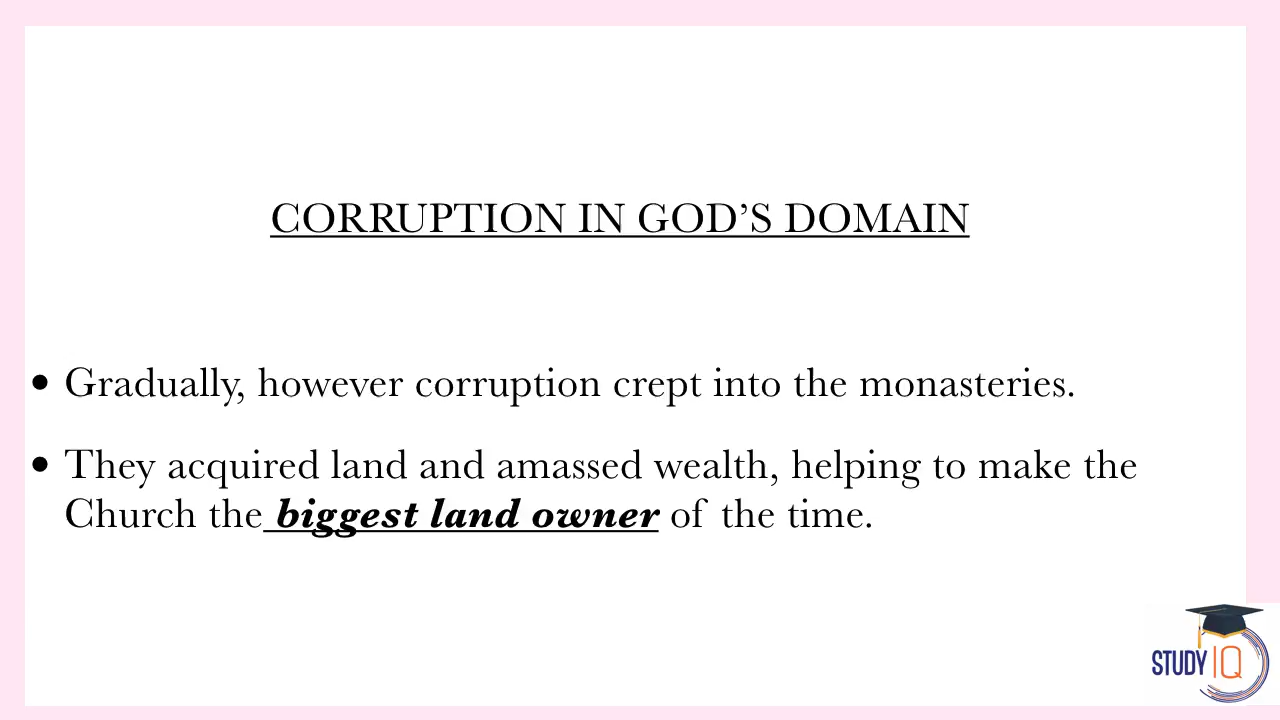 CORRUPTION IN GOD’S DOMAIN
• Gradually, however corruption crept into the monasteries.
• They acquired land and amassed wealth, helping to make the
Church the biggest land owner of the time.
STUDY IQ